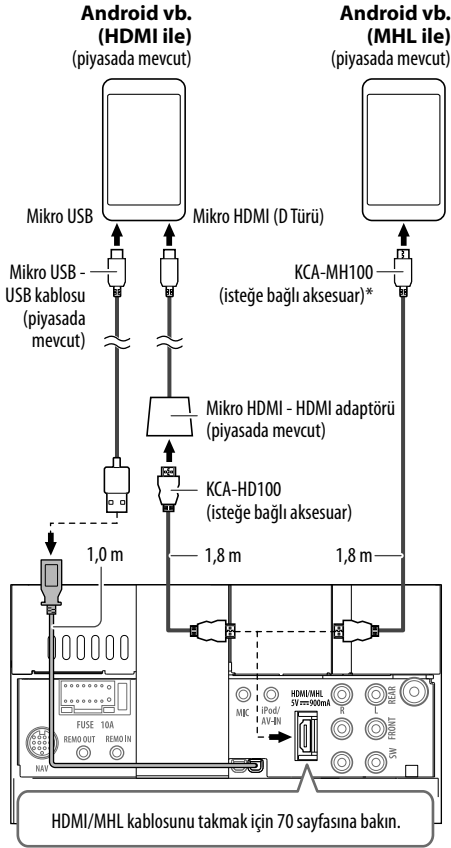 Android vb.
(HDMI ile)
(piyasada mevcut)
Android vb.
(MHL ile)
(piyasada mevcut)
Mikro USB
Mikro HDMI (D Türü)
Mikro USB -
USB kablosu
(piyasada
mevcut)
KCA-MH100
(isteğe bağlı aksesuar)*
Mikro HDMI - HDMI adaptörü
(piyasada mevcut)
KCA-HD100
(isteğe bağlı aksesuar)
1,0 m
1,8 m
1,8 m
FUSE 10A
REMO OUT
REMO IN
NAV
MIC
iPod/
AV-IN
HDMI/MHL
5V ⎓ 900mA
R
L
REAR
FRONT
SW
HDMI/MHL kablosunu takmak için 70 sayfasına bakın.